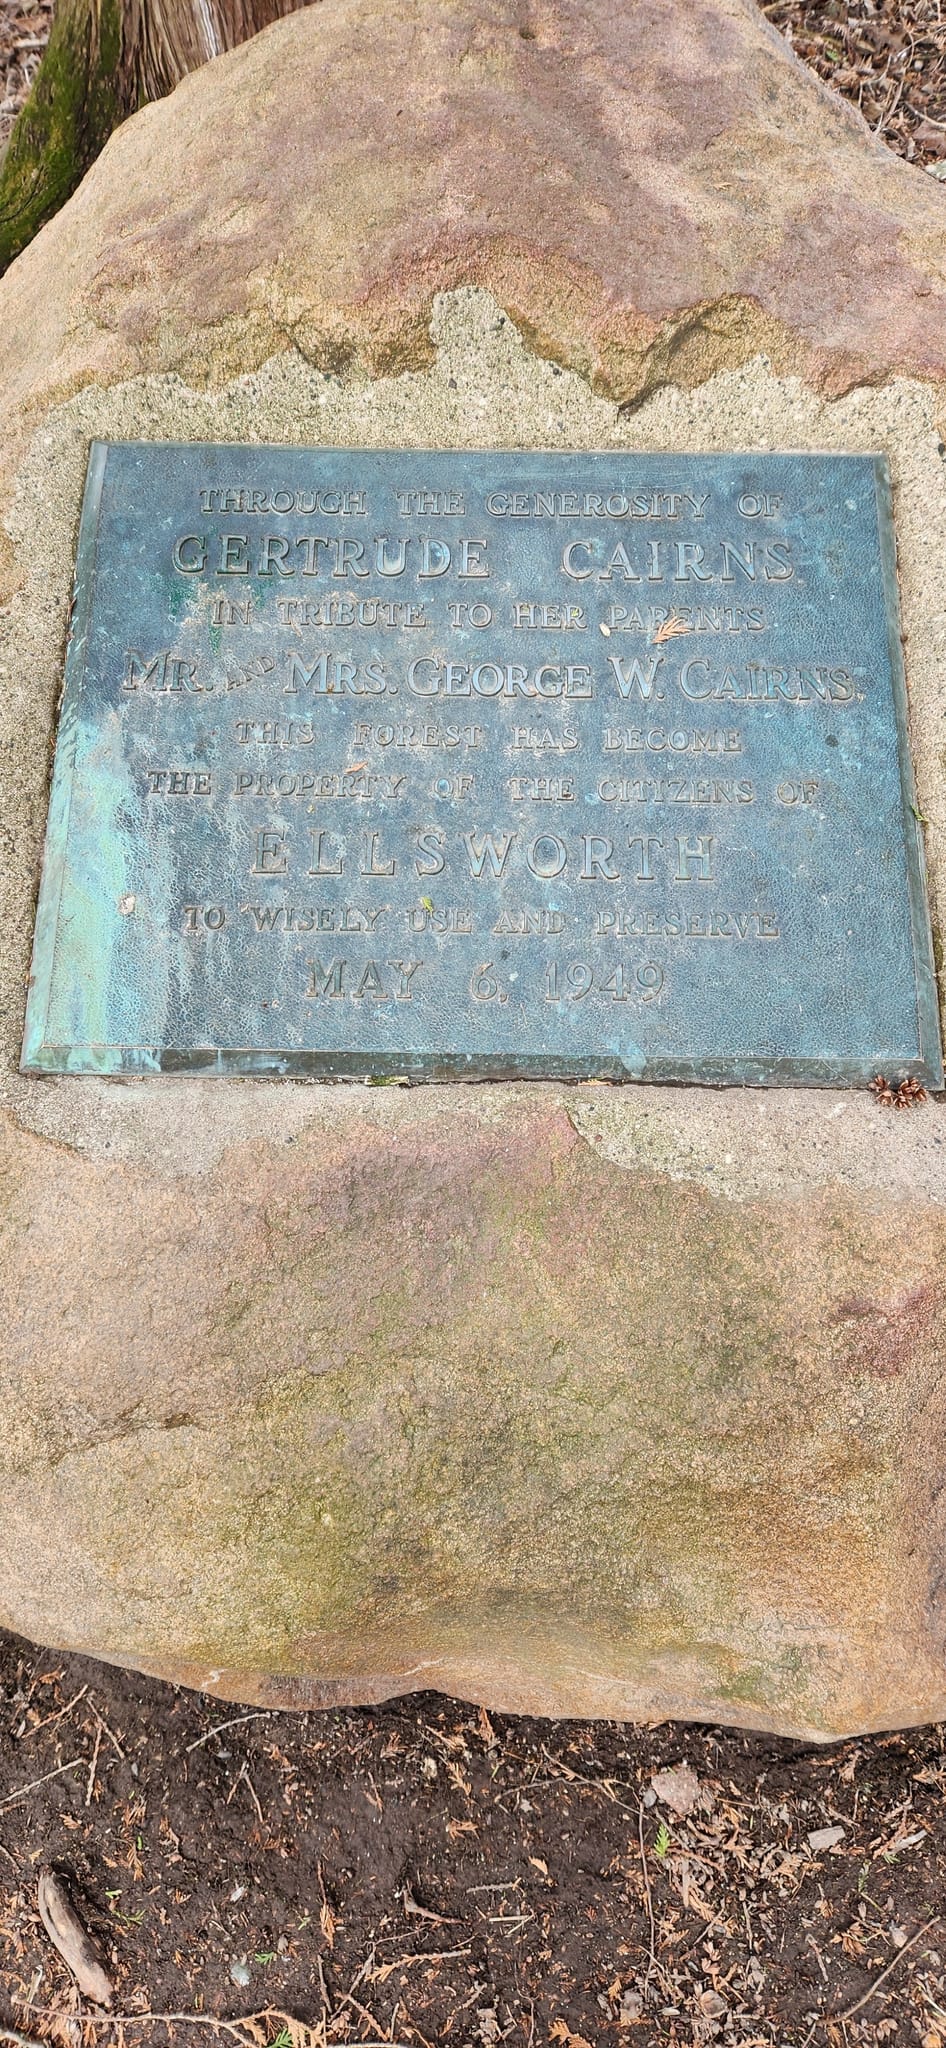 THROUGH THE GENEROSITY OF
GERTRUDE CAIRNS
IN TRIBUTE TO HER PARENTS
MR. AND MRS. GEORGE W. CAIRNS
THIS FOREST HAS BECOME
THE PROPERTY OF THE CITIZENS OF
ELLSWORTH
TO WISELY USE AND PRESERVE
MAY 6, 1949